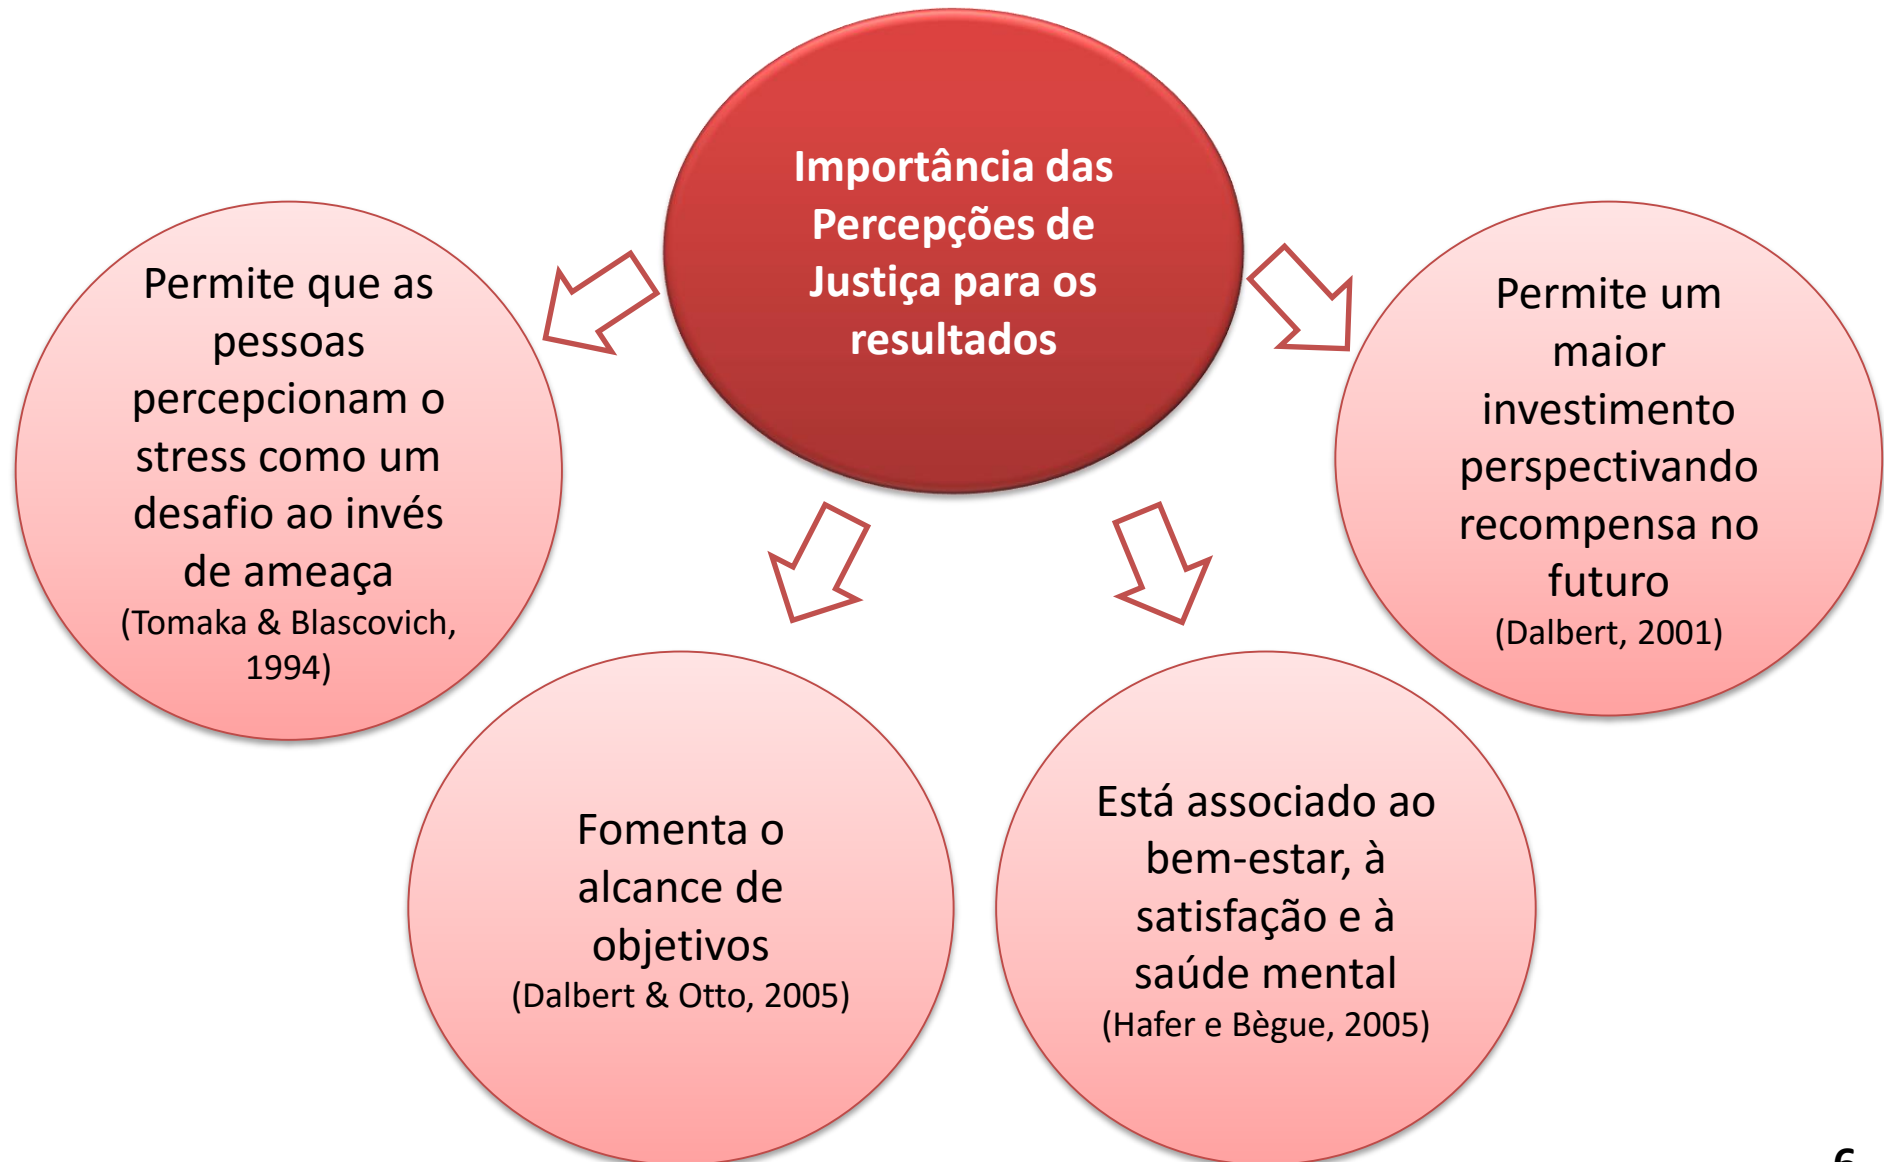 Importância das
Percepções de
Justiça para os
resultados
Permite que as
pessoas
percepcionam o
stress como um
desafio ao invés
de ameaça
(Tomaka & Blascovich,
1994)
Fomenta o
alcance de
objetivos
(Dalbert & Otto, 2005)
Está associado ao
bem-estar, à
satisfação e à
saúde mental
(Hafer e Bègue, 2005)
Permite um
maior
investimento
perspectivando
recompensa no
futuro
(Dalbert, 2001)
6